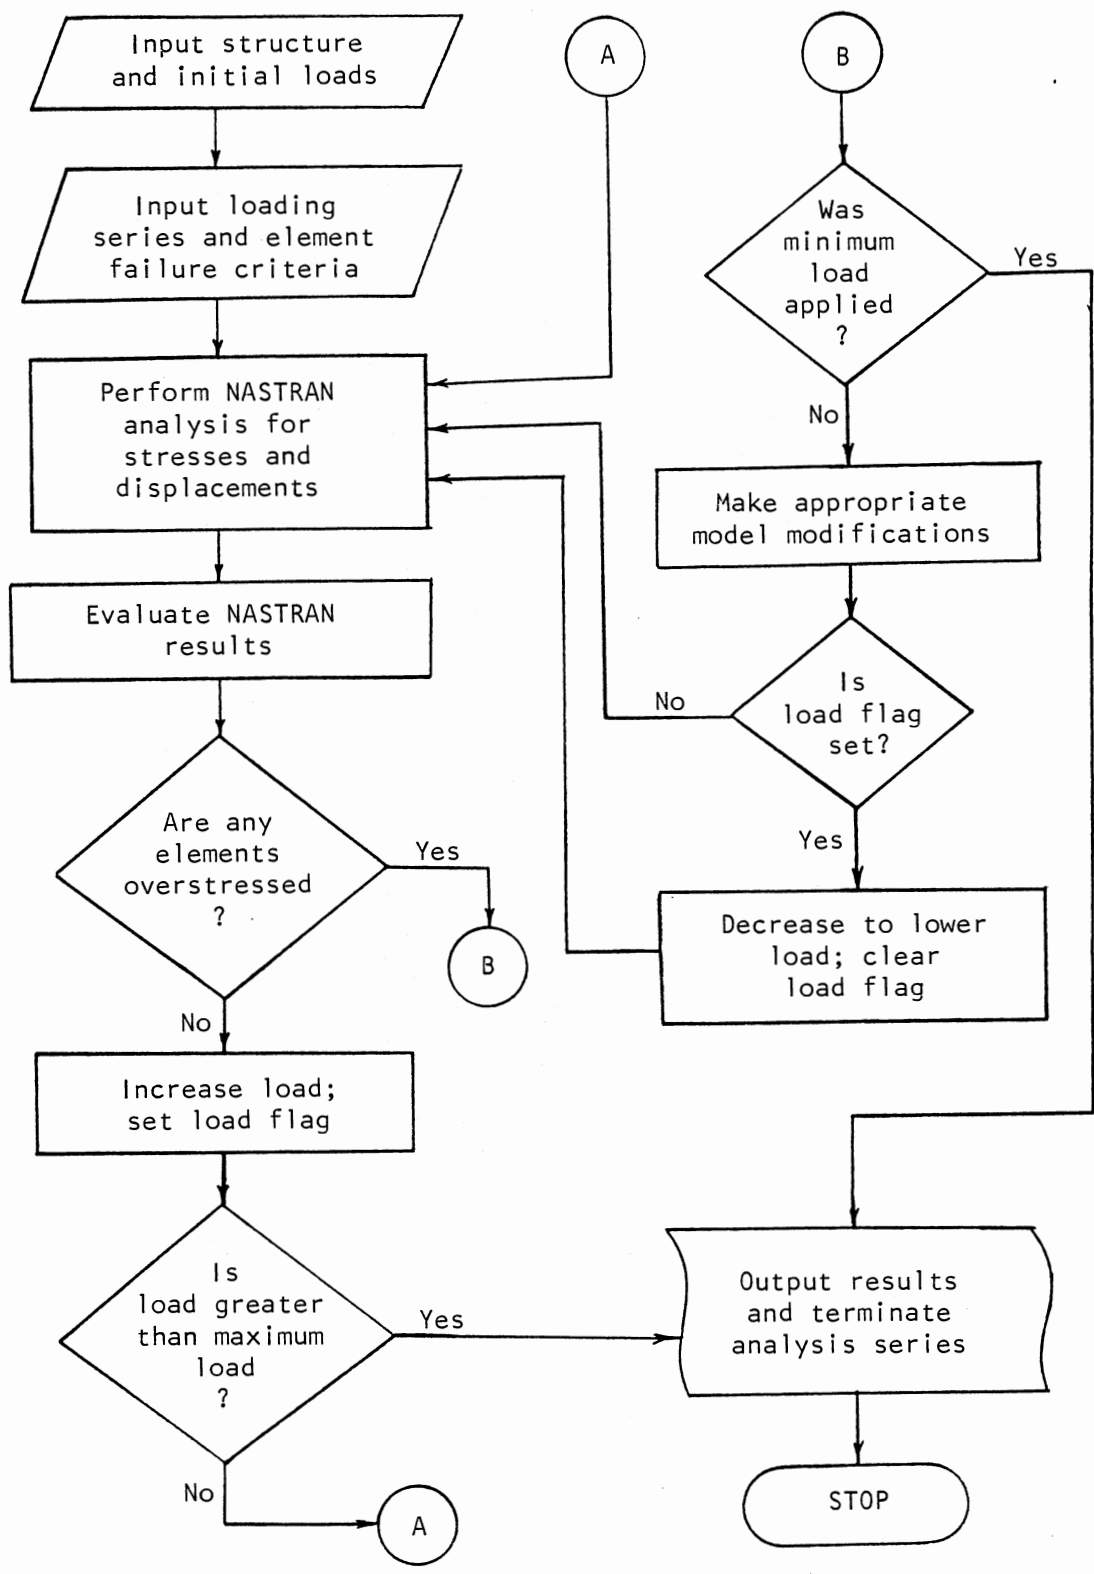 Input structure
and initial loads
Input loading
series and element
failure criteria
Perform NASTRAN
analysis for
stresses and
displacements
Evaluate NASTRAN
results
Are any
elements
overstressed
?
Yes
B
No
Increase load;
set load flag
Is
load greater
than maximum
load
?
Yes
No
A
A
B
Was
minimum
load
applied
?
Yes
No
Make appropriate
model modifications
Is
load flag
set?
No
Yes
Decrease to lower
load; clear
load flag
Output results
and terminate
analysis series
STOP